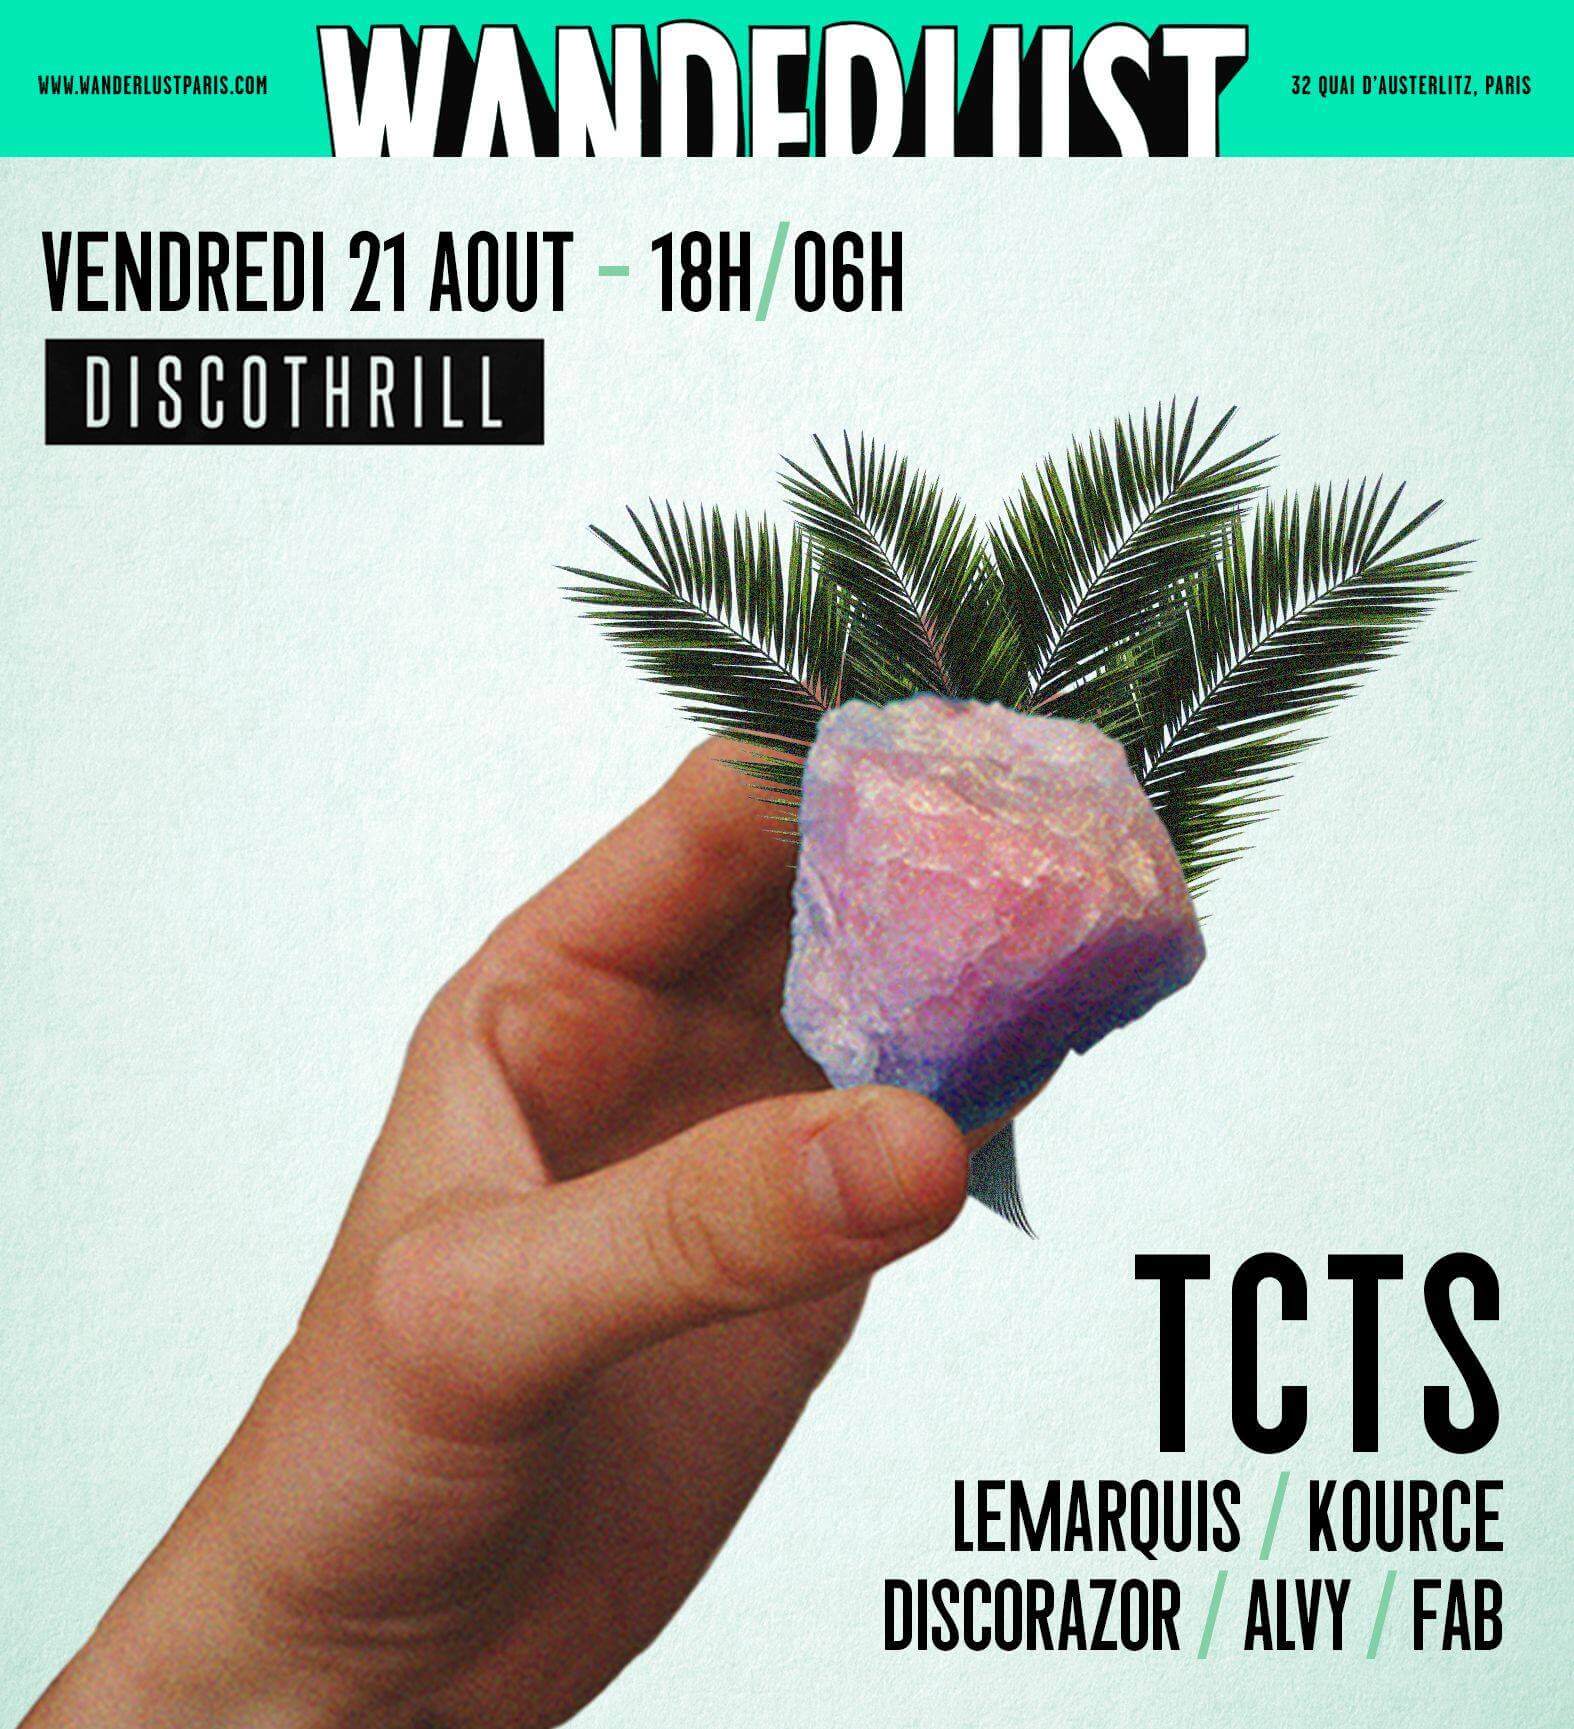 WWW.WANDERLUSTPARIS.COM
WANDERLUST
32 QUAI D'AUSTERLITZ, PARIS
VENDREDI 21 AOUT - 18H/06H
DISCOTHRILL
TCTS
LEMARQUIS / KOURCE
DISCORAZOR / ALVY / FAB